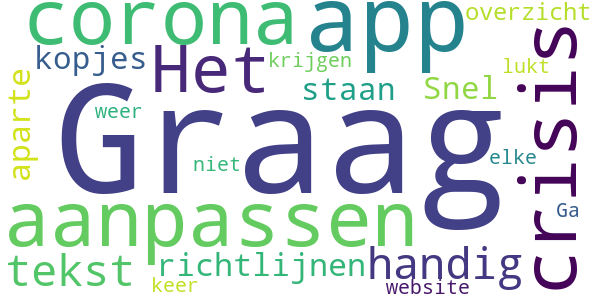 corona app overzicht
kopjes Het krijgen lukt
aparte staan Snel crisis
weer Graag
niet elke
aanpassen Ga
tekst richtlijnen handig
keer website